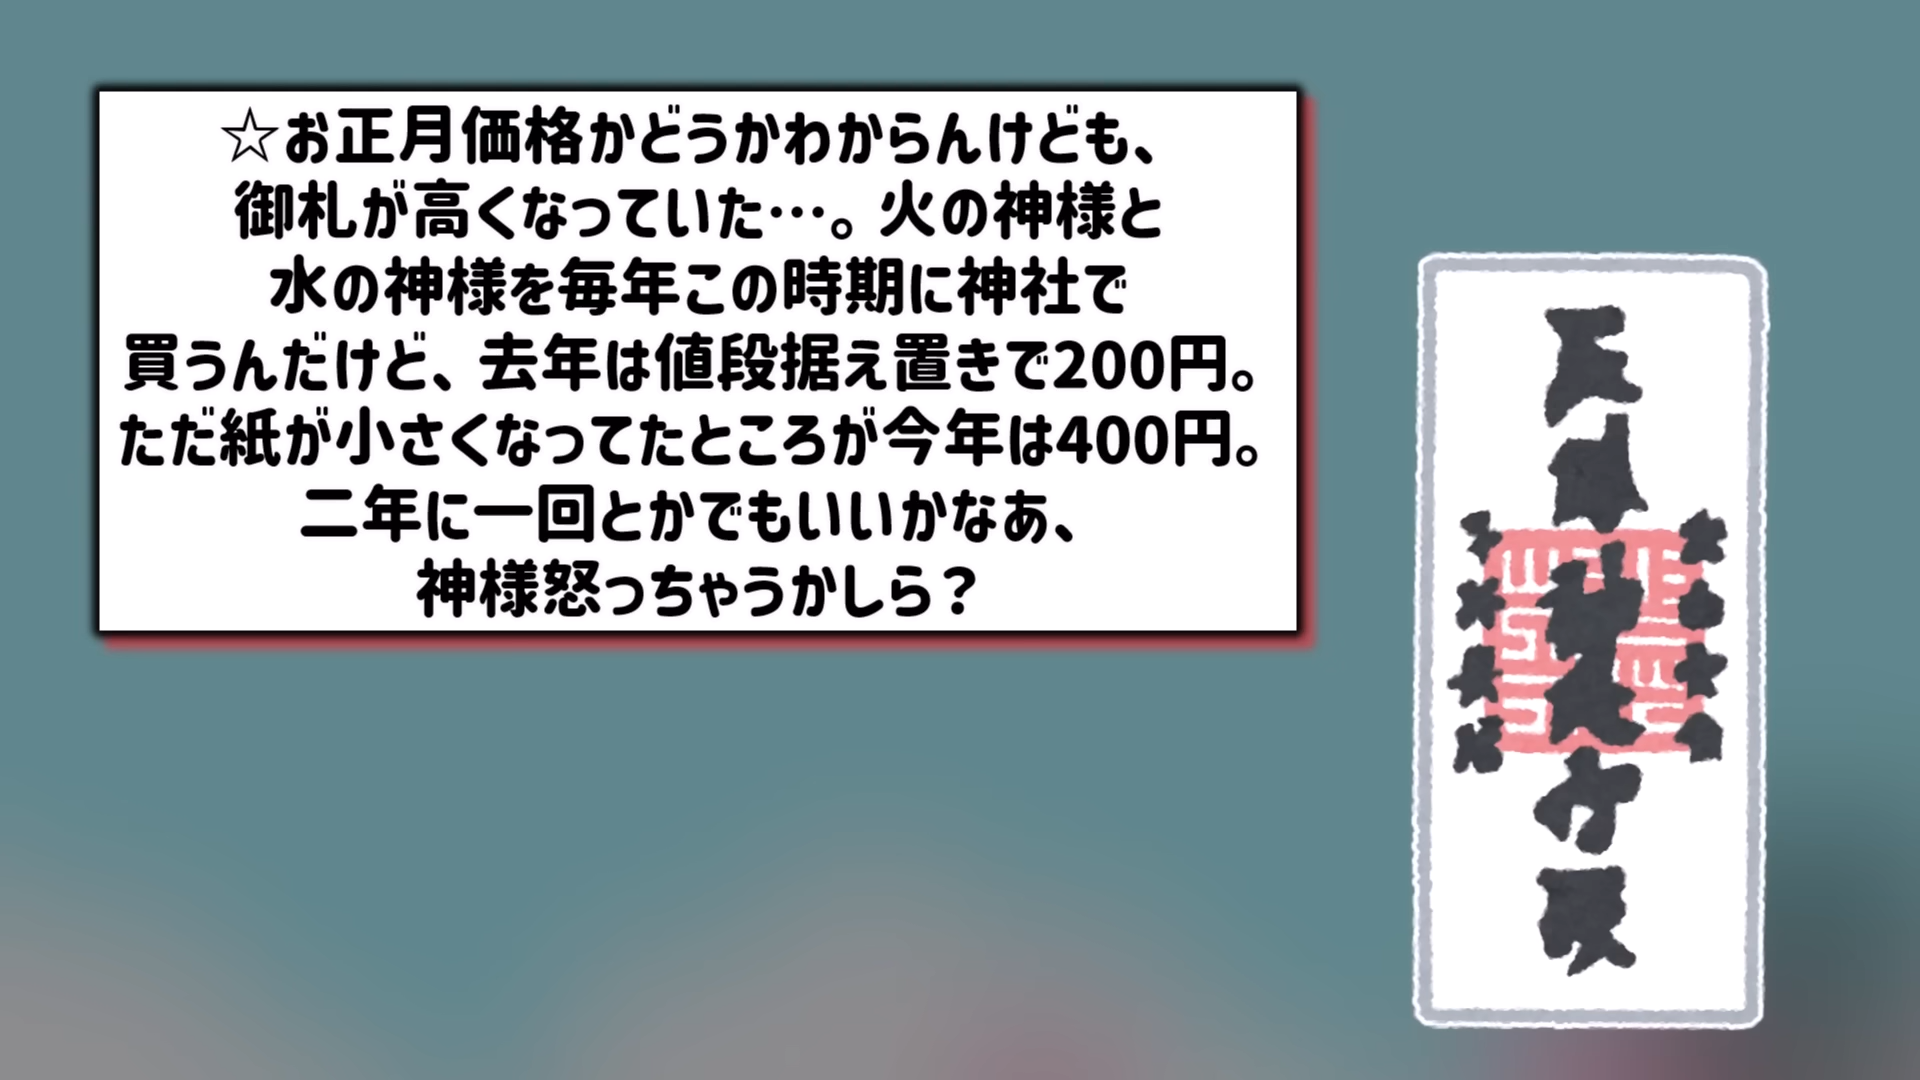 ☆お正月価格かどうかわからんけども、
御札が高くなっていた…。火の神様と
水の神様を毎年この時期に神社で
買うんだけど、去年は値段据え置きで200円。
ただ紙が小さくなってたところが今年は400円。
二年に一回とかでもいいかなあ、
神様怒っちゃうかしら？